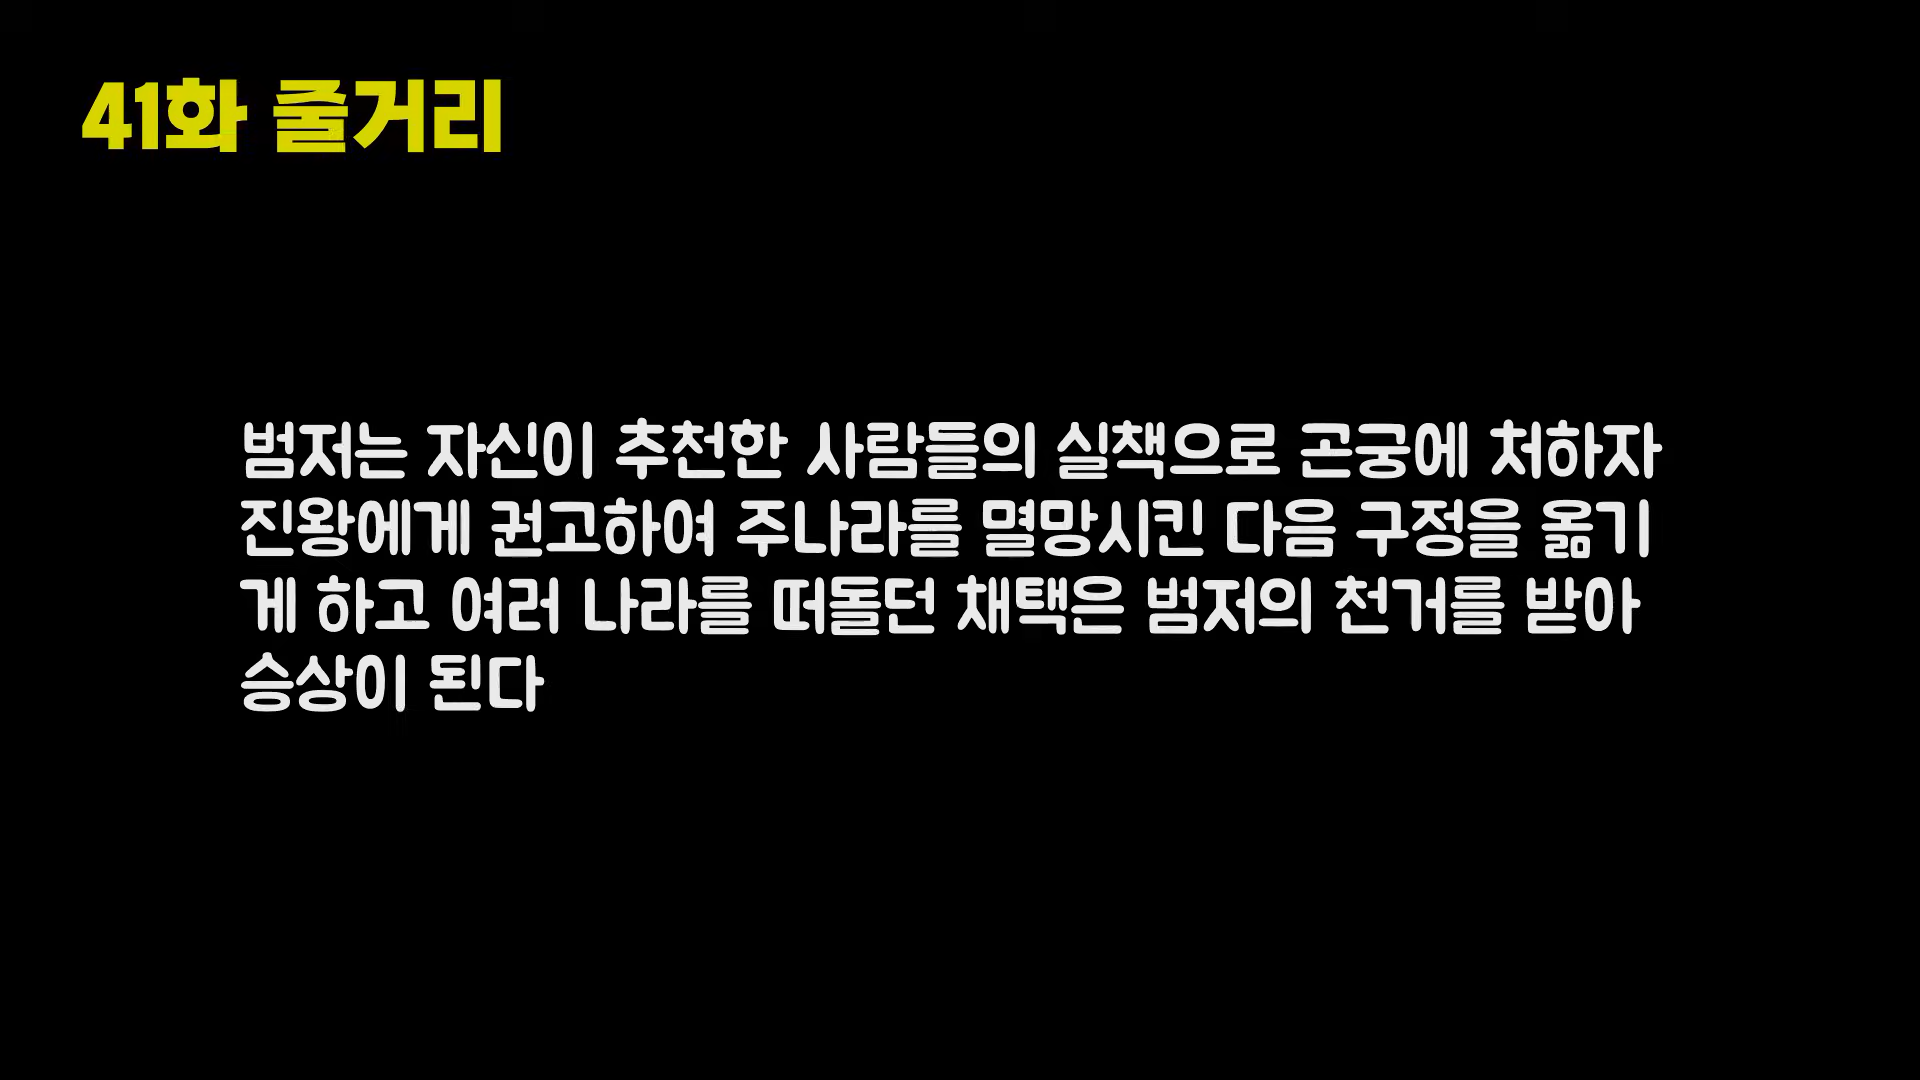 41화 줄거리
범저는 자신이 추천한 사람들의 실책으로 곤궁에 처하자
진왕에게 권고하여 주나라를 멸망시킨 다음 구정을 옮기
게 하고 여러 나라를 떠돌던 채택은 범저의 천거를 받아
승상이 된다